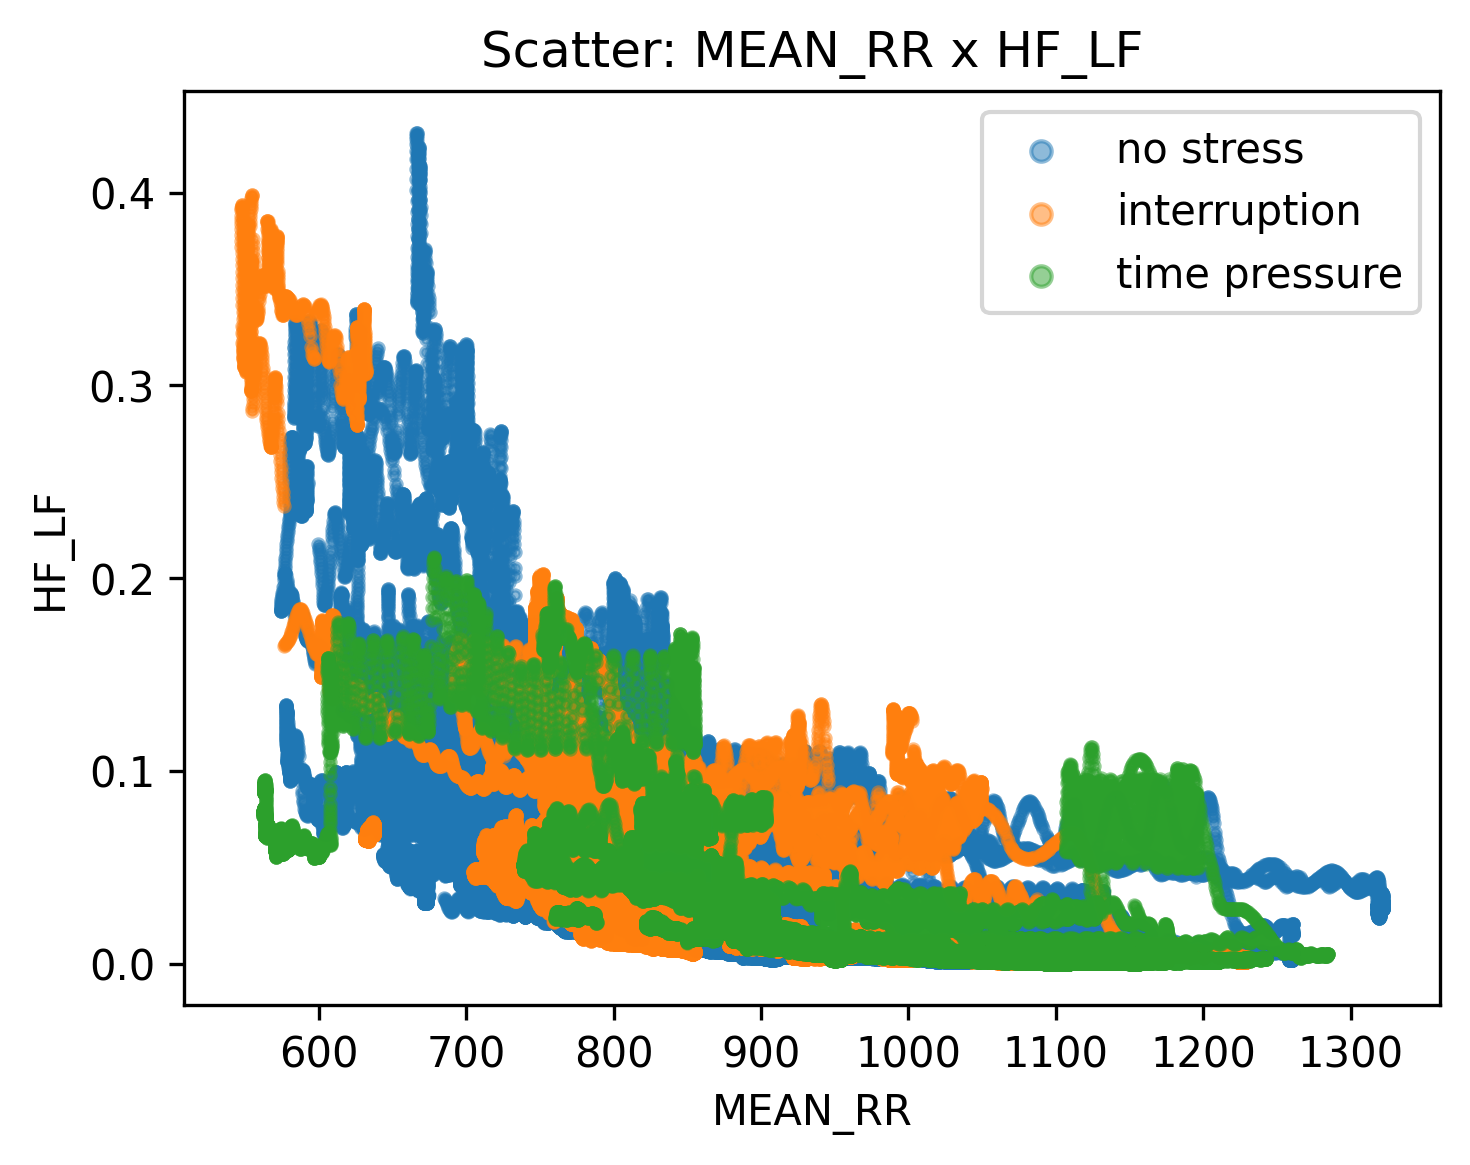 Scatter: MEAN_RR x HF_LF
no stress
interruption
time pressure
HF_LF
0.4
0.3
0.2
0.1
0.0
600 700 800 900 1000 1100 1200 1300
MEAN_RR